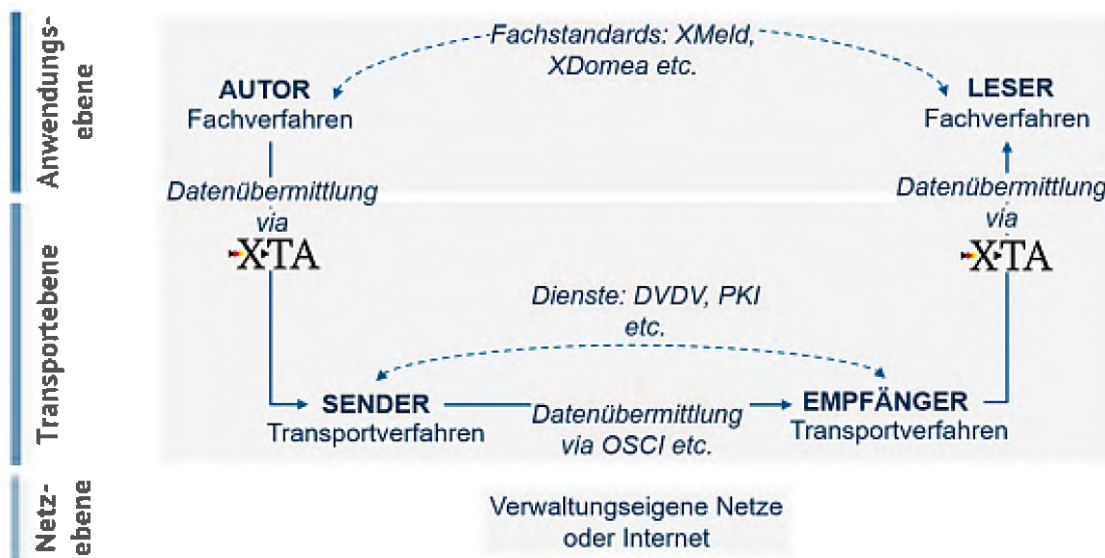 Anwendungs-
ebene
Fachstandards: XMeld,
XDomea etc.
AUTOR
Fachverfahren
LESER
Fachverfahren
Datenübermittlung
via
XTA
Datenübermittlung
via
XTA
Transportebene
Dienste: DVDV, PKI
etc.
SENDER
Transportverfahren
Datenübermittlung
via OSCI etc.
EMPFÄNGER
Transportverfahren
Netz-
ebene
Verwaltungseigene Netze
oder Internet